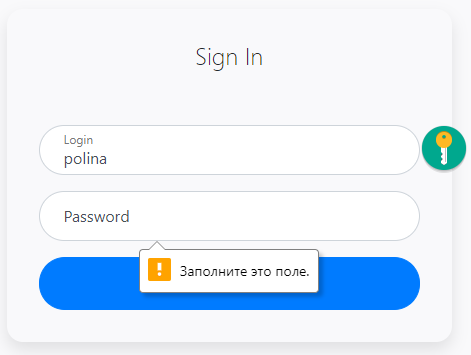 Sign In
Login
polina
Password
Заполните это поле.